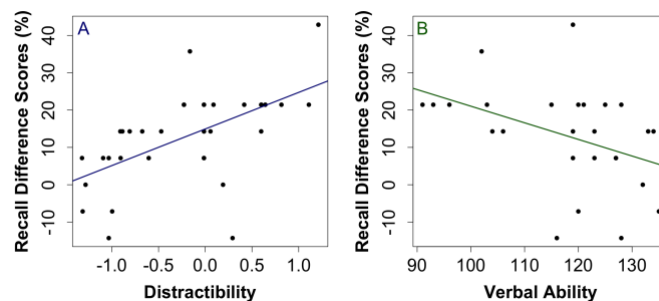 A
Recall Difference Scores (%)
40
30
20
10
0
-10
-1.0 -0.5 0.0 0.5 1.0
Distractibility
B
Recall Difference Scores (%)
40
30
20
10
0
-10
90 100 110 120 130
Verbal Ability